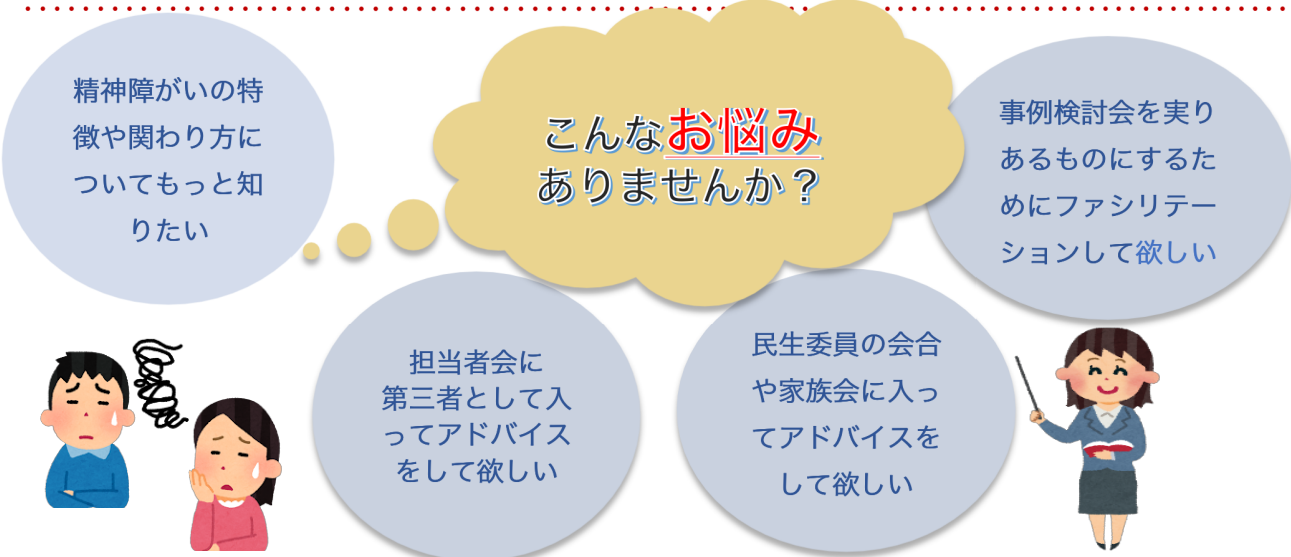 こんなお悩み
ありませんか？
精神障がいの特
徴や関わり方に
ついてもっと知
りたい
事例検討会を実り
あるものにするた
めにファシリテー
ションして欲しい
担当者会に
第三者として入
ってアドバイス
をして欲しい
民生委員の会合
や家族会に入っ
てアドバイスを
して欲しい